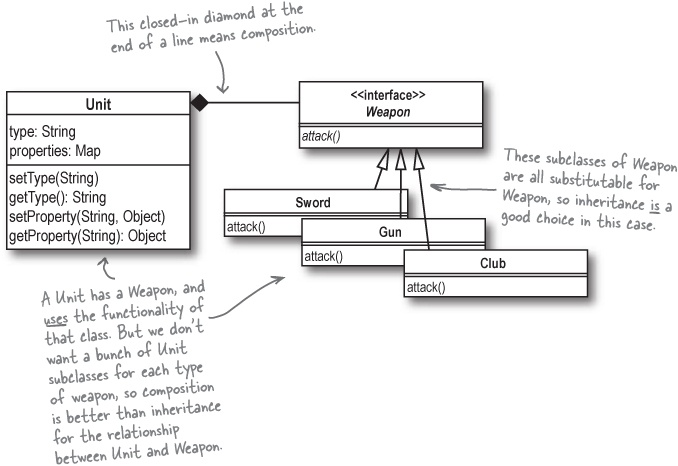 This closed-in diamond at the
end of a line means composition.
Unit
type: String
properties: Map
setType(String)
getType(): String
setProperty(String, Object)
getProperty(String): Object
<<interface>>
Weapon
attack()
These subclasses of Weapon
are all substitutable for
Weapon, so inheritance is a
good choice in this case.
Sword
attack()
Gun
attack()
Club
attack()
A Unit has a Weapon, and
uses the functionality of
that class. But we don't
want a bunch of Unit
subclasses for each type
of weapon, so composition
is better than inheritance
for the relationship
between Unit and Weapon.